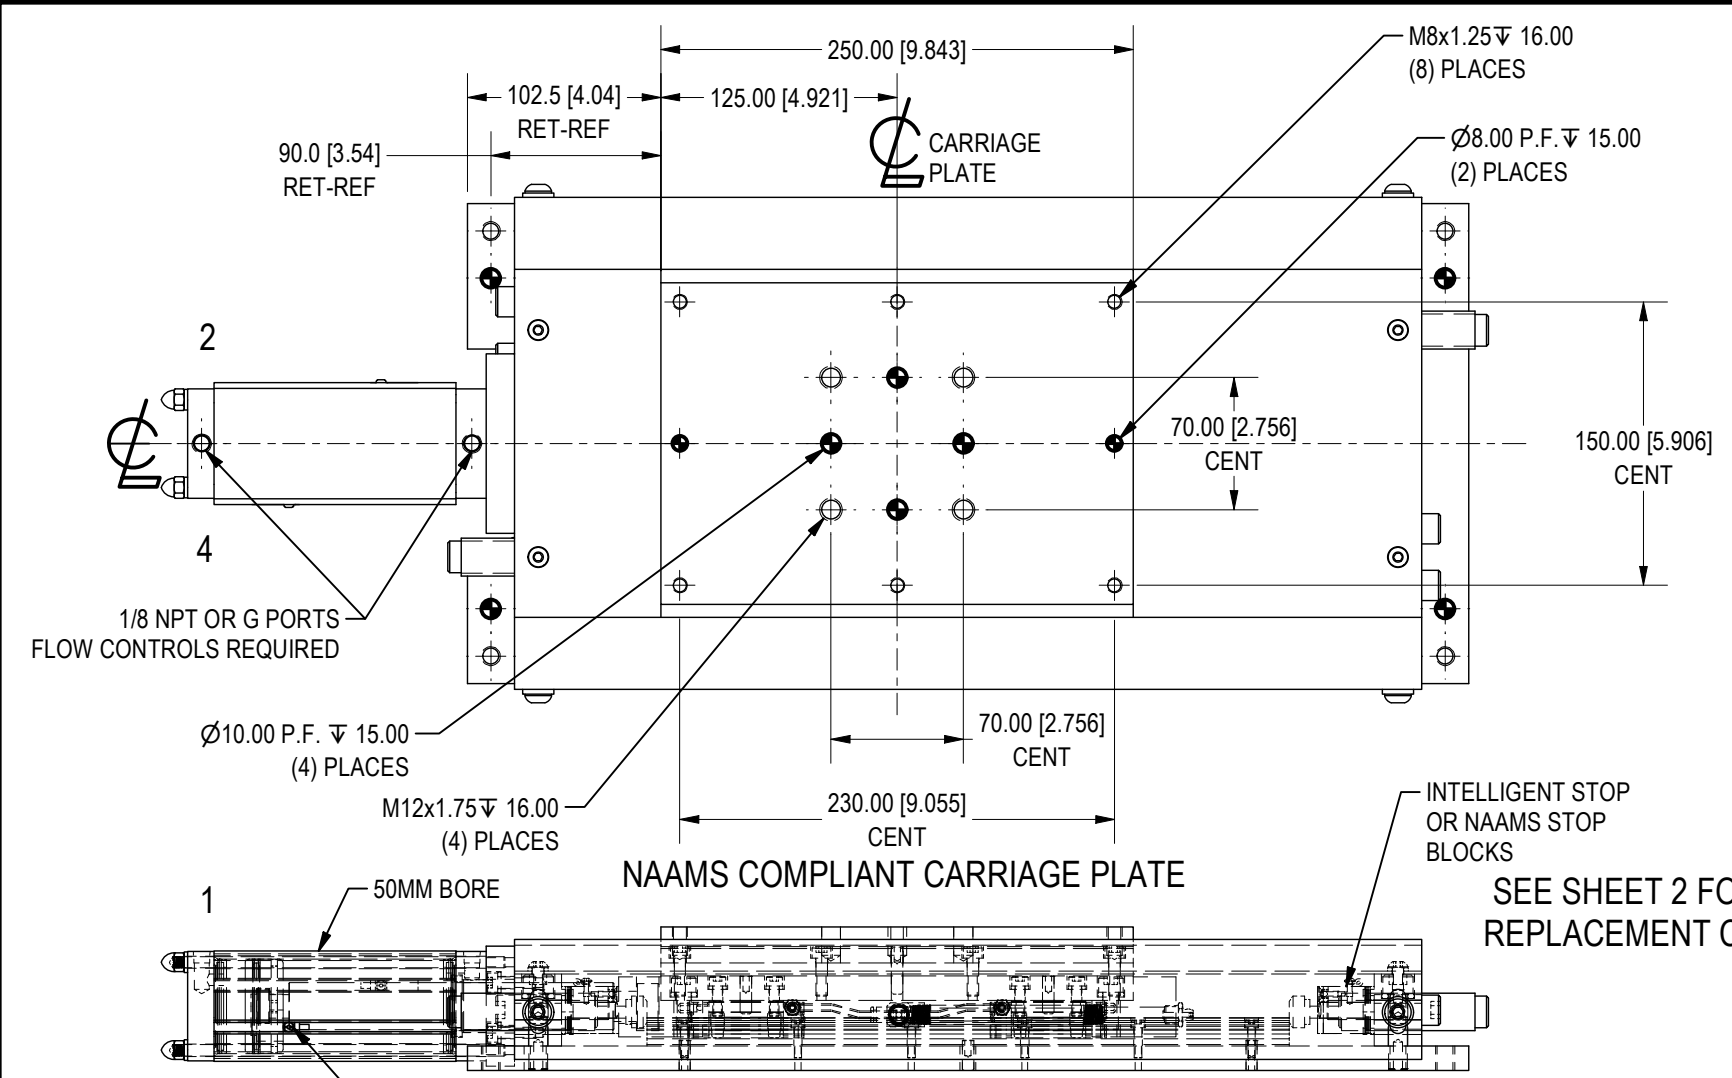 250.00 [9.843]
M8x1.25↧ 16.00
(8) PLACES
102.5 [4.04]
RET-REF
125.00 [4.921]
CARRIAGE
PLATE
Ø8.00 P.F.↧ 15.00
(2) PLACES
90.0 [3.54]
RET-REF
2
70.00 [2.756]
CENT
150.00 [5.906]
CENT
4
1/8 NPT OR G PORTS
FLOW CONTROLS REQUIRED
Ø10.00 P.F. ↧ 15.00
(4) PLACES
70.00 [2.756]
CENT
M12x1.75↧ 16.00
(4) PLACES
230.00 [9.055]
CENT
INTELLIGENT STOP
OR NAAMS STOP
BLOCKS
NAAMS COMPLIANT CARRIAGE PLATE
1
50MM BORE
SEE SHEET 2 FO
REPLACEMENT